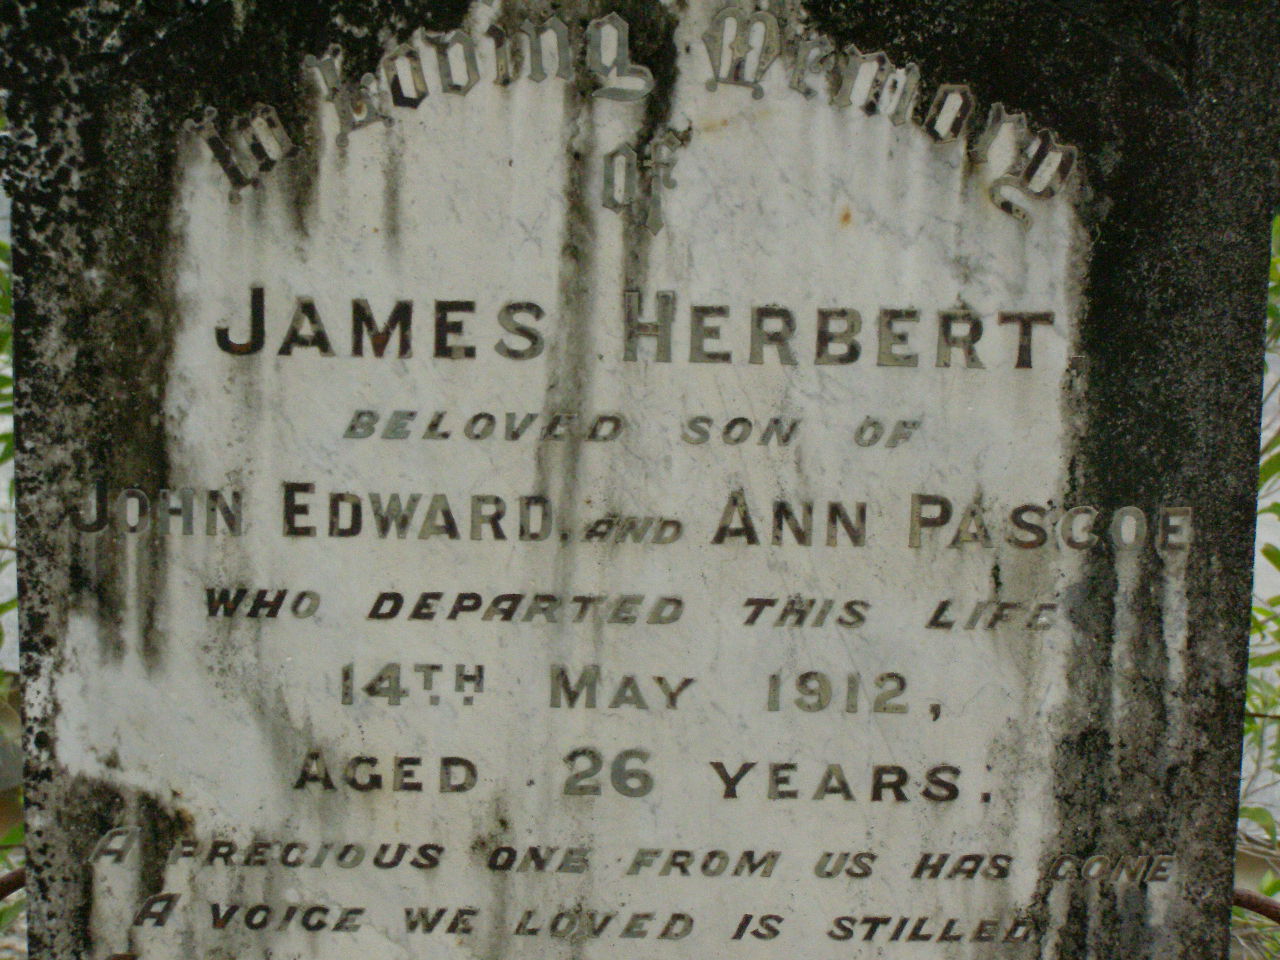 In Loving Memory
of
JAMES HERBERT
BELOVED SON OF
JOHN EDWARD AND ANN PASCOE
WHO DEPARTED THIS LIFE
14TH MAY 1912,
AGED 26 YEARS.
A PRECIOUS ONE FROM US HAS GONE
A VOICE WE LOVED IS STILLED